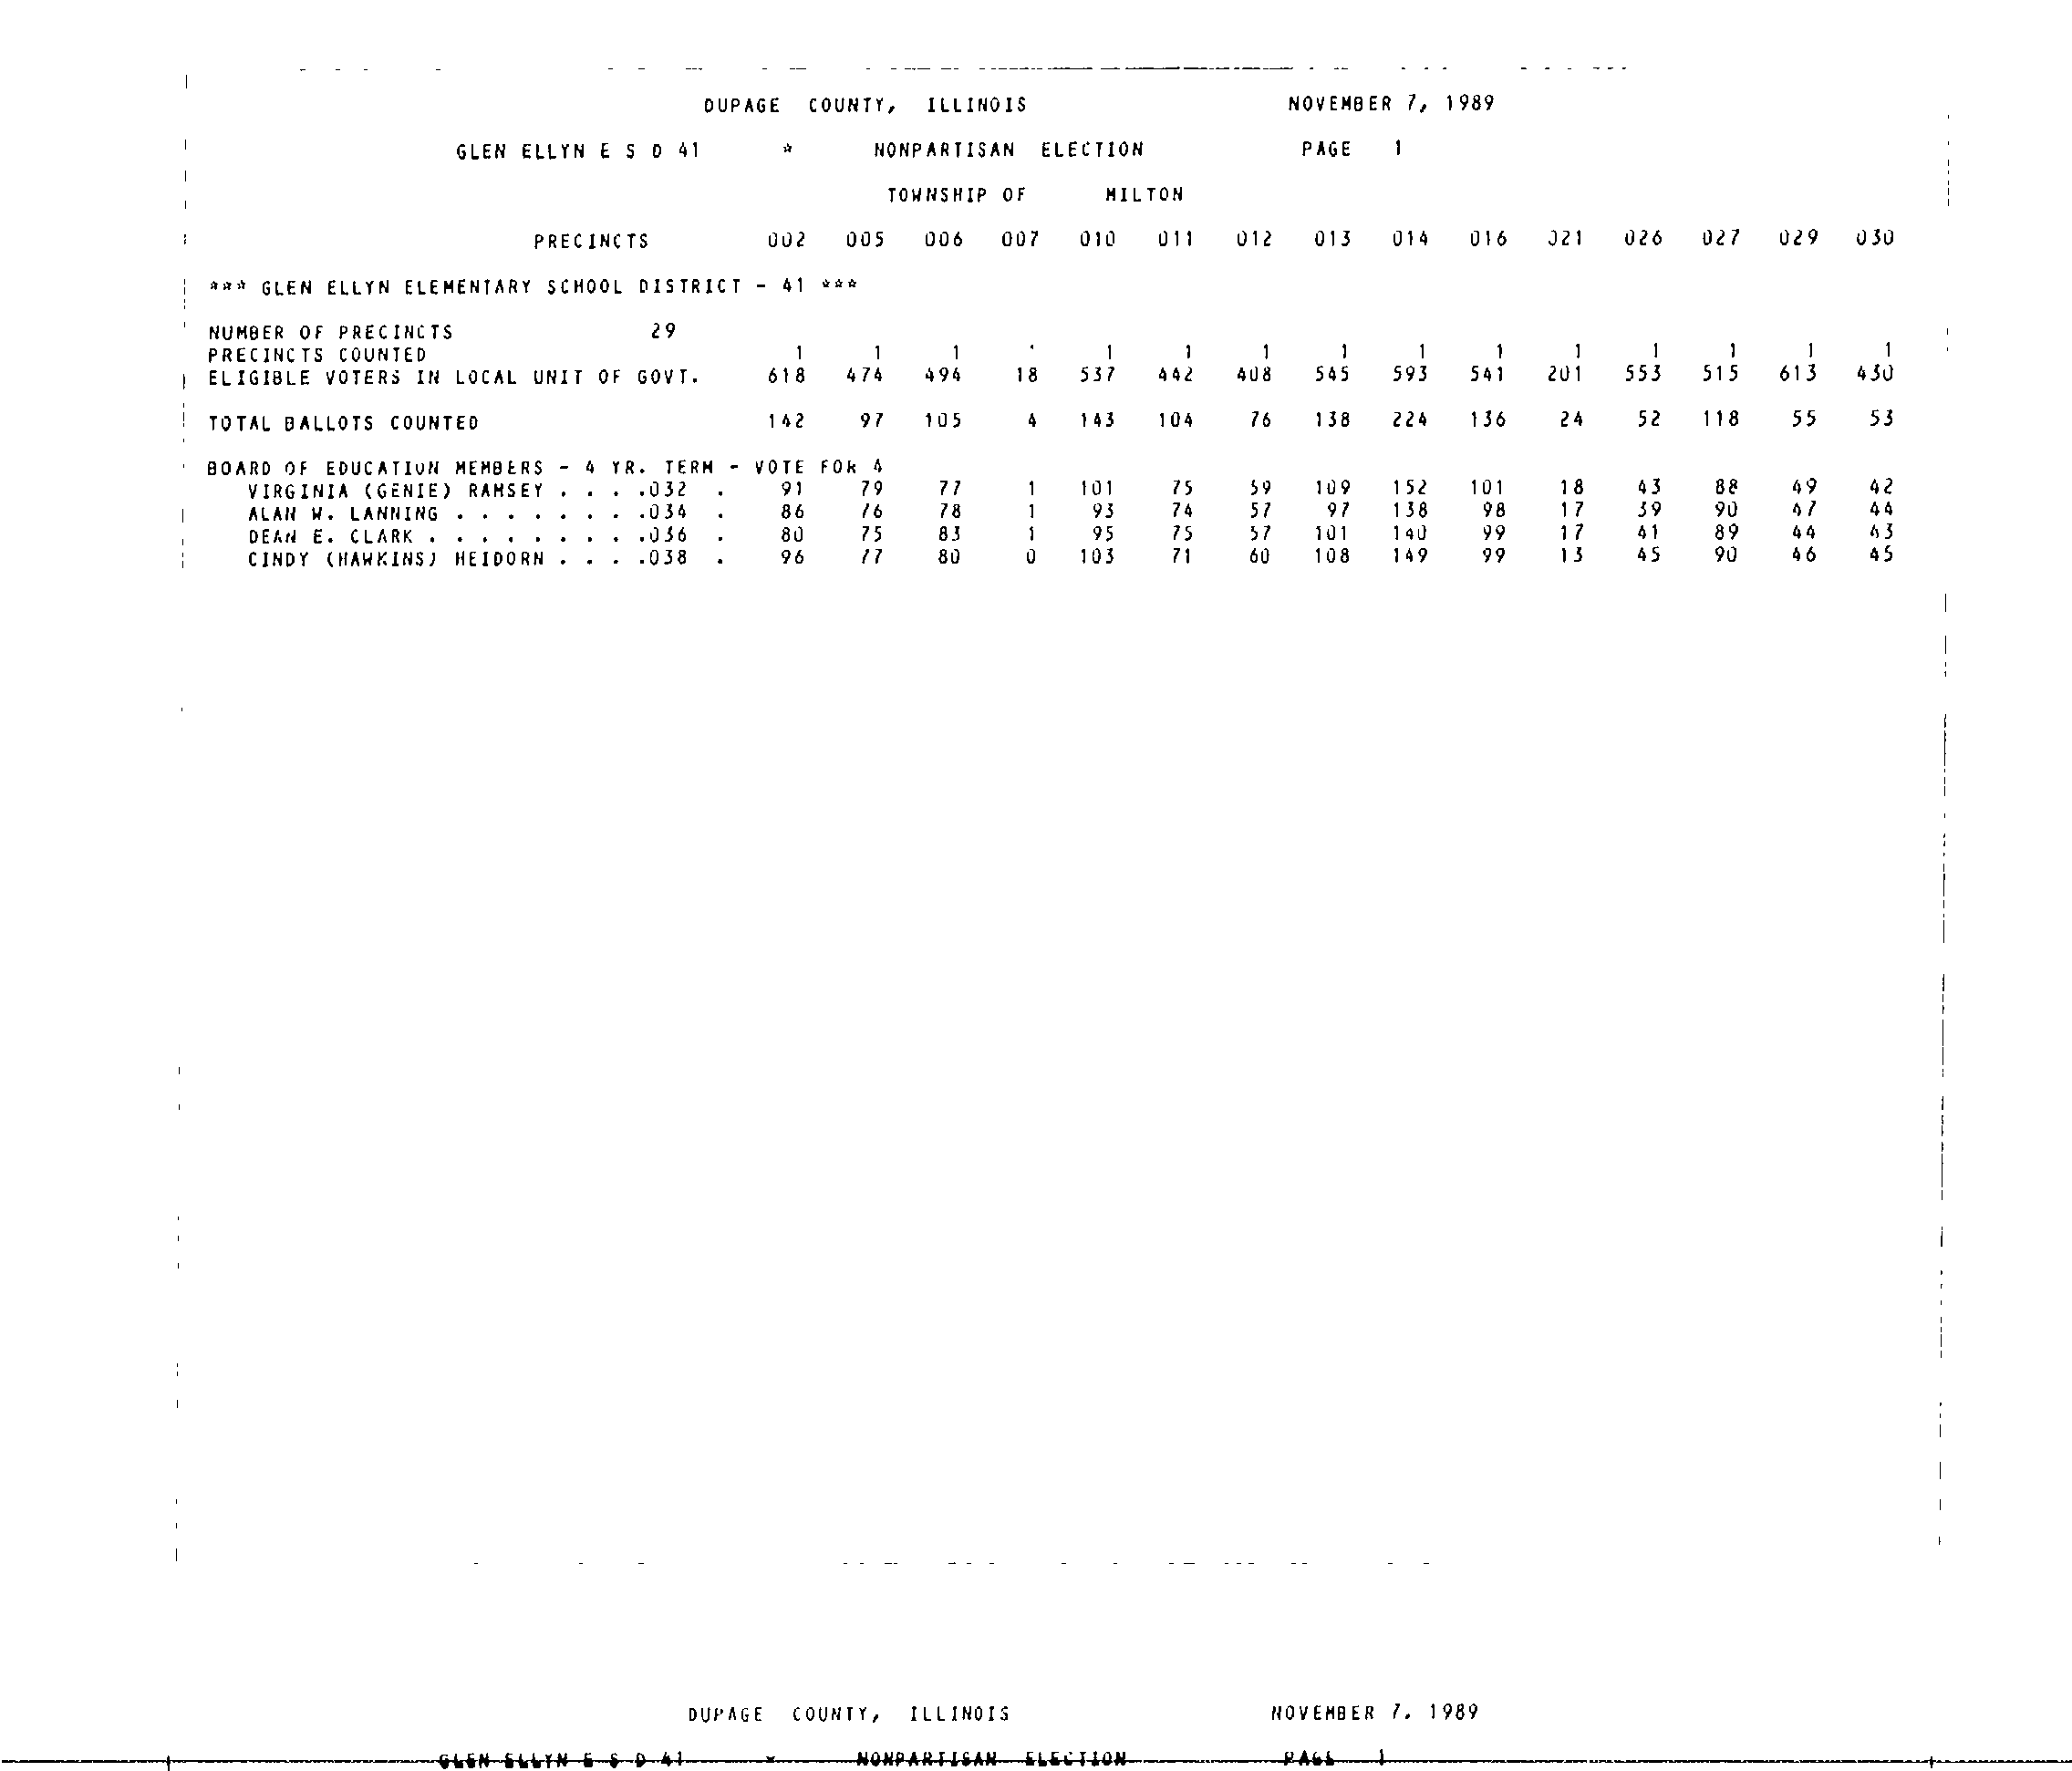 DUPAGE COUNTY, ILLINOIS NOVEMBER 7, 1989
GLEN ELLYN E S D 41 * NONPARTISAN ELECTION PAGE 1
TOWNSHIP OF MILTON
PRECINCTS 002 005 006 007 010 011 012 013 014 016 021 026 027 029 030
*** GLEN ELLYN ELEMENTARY SCHOOL DISTRICT - 41 ***
NUMBER OF PRECINCTS 29
PRECINCTS COUNTED 1 1 1 1 1 1 1 1 1 1 1 1 1 1
ELIGIBLE VOTERS IN LOCAL UNIT OF GOVT. 618 474 494 18 537 442 408 545 593 541 201 553 515 613 430
TOTAL BALLOTS COUNTED 142 97 105 4 143 104 76 138 224 136 24 52 118 55 53
BOARD OF EDUCATION MEMBERS - 4 YR. TERM - VOTE FOR 4
VIRGINIA (GENIE) RAMSEY . . . .032 . 91 79 77 1 101 75 59 109 152 101 18 43 88 49 42
ALAN W. LANNING . . . . . . . .034 . 86 76 78 1 93 74 57 97 138 98 17 39 90 47 44
DEAN E. CLARK . . . . . . . . .036 . 80 75 83 1 95 75 57 101 140 99 17 41 89 44 43
CINDY (HAWKINS) HEIDORN . . . .038 . 96 77 80 0 103 71 60 108 149 99 13 45 90 46 45
DUPAGE COUNTY, ILLINOIS NOVEMBER 7, 1989
GLEN ELLYN E S D 41 * NONPARTISAN ELECTION PAGE 1